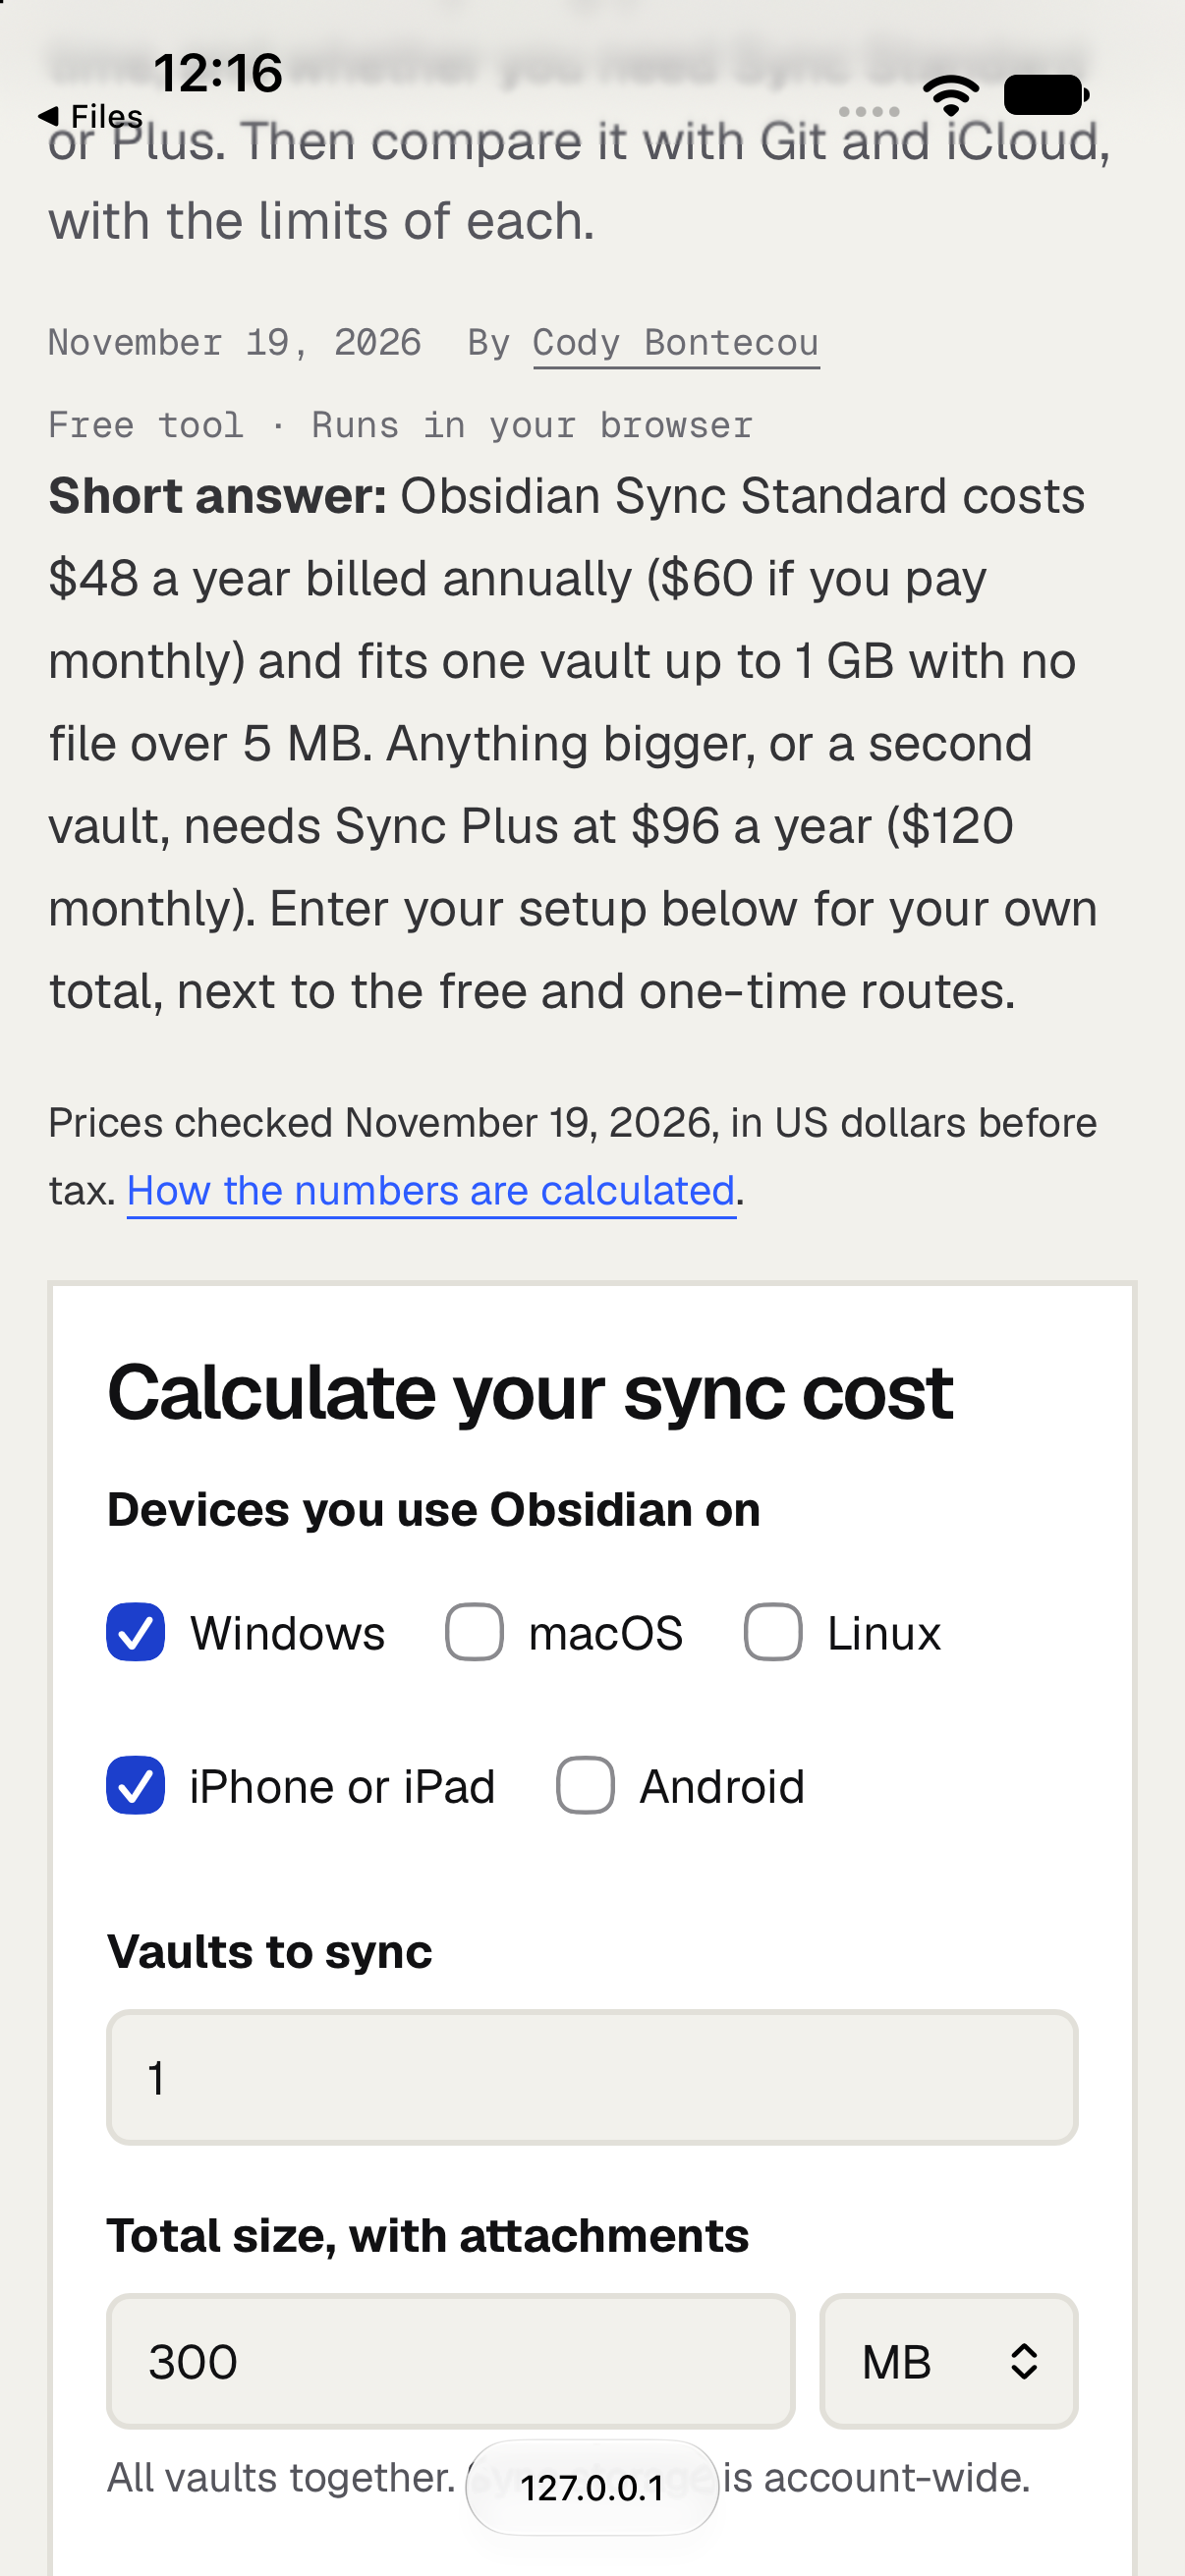 12:16
Files
time, whether you need Sync Standard
or Plus. Then compare it with Git and iCloud,
with the limits of each.
November 19, 2026 By Cody Bontecou
Free tool · Runs in your browser
Short answer: Obsidian Sync Standard costs
$48 a year billed annually ($60 if you pay
monthly) and fits one vault up to 1 GB with no
file over 5 MB. Anything bigger, or a second
vault, needs Sync Plus at $96 a year ($120
monthly). Enter your setup below for your own
total, next to the free and one-time routes.
Prices checked November 19, 2026, in US dollars before
tax. How the numbers are calculated.
Calculate your sync cost
Devices you use Obsidian on
Windows macOS Linux
iPhone or iPad Android
Vaults to sync
1
Total size, with attachments
300 MB
All vaults together. is account-wide.
127.0.0.1